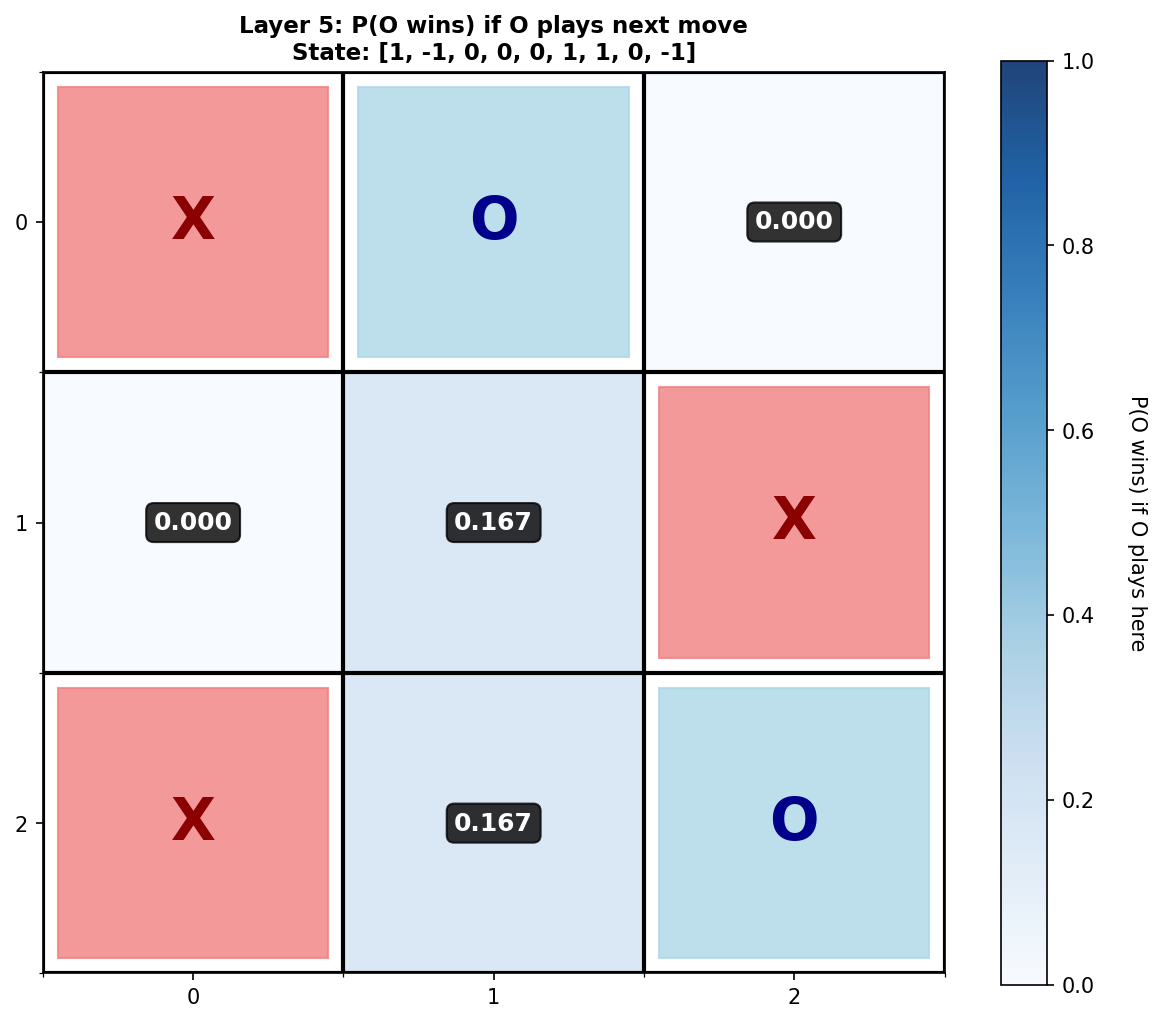 Layer 5: P(O wins) if O plays next move
State: [1, -1, 0, 0, 0, 1, 1, 0, -1]
X
O
0.000
0.000
0.167
X
X
0.167
O
0
1
2
0
1
2
1.0
0.8
0.6
0.4
0.2
0.0
P(O wins) if O plays here